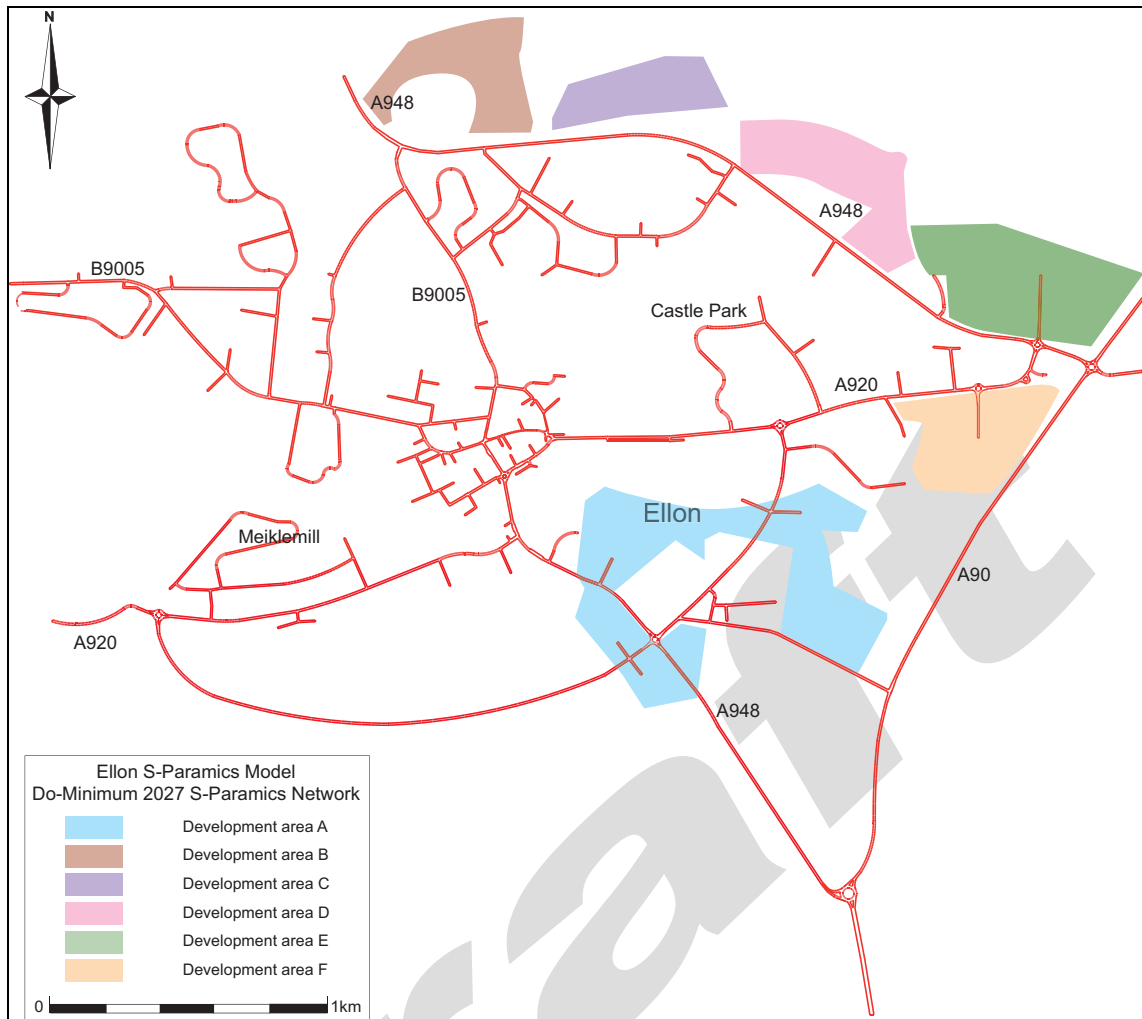 N
A948
B9005
B9005
A948
Castle Park
A920
Ellon
Meiklemill
A90
A920
A948
Ellon S-Paramics Model
Do-Minimum 2027 S-Paramics Network
Development area A
Development area B
Development area C
Development area D
Development area E
Development area F
0 1km